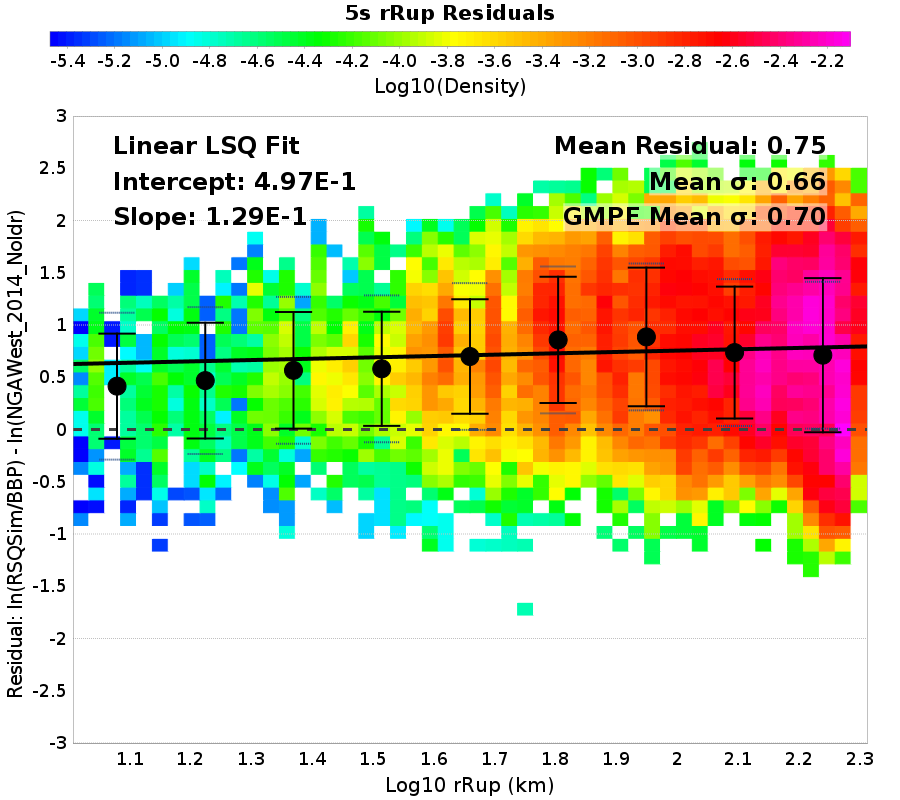 5s rRup Residuals
-5.4 -5.2 -5.0 -4.8 -4.6 -4.4 -4.2 -4.0 -3.8 -3.6 -3.4 -3.2 -3.0 -2.8 -2.6 -2.4 -2.2
Log10(Density)
Linear LSQ Fit
Intercept: 4.97E-1
Slope: 1.29E-1
Mean Residual: 0.75
Mean σ: 0.66
GMPE Mean σ: 0.70
Residual: ln(RSQSim/BBP) - ln(NGAWest_2014_NoIdr)
3
2.5
2
1.5
1
0.5
0
-0.5
-1
-1.5
-2
-2.5
-3
1.1 1.2 1.3 1.4 1.5 1.6 1.7 1.8 1.9 2 2.1 2.2 2.3
Log10 rRup (km)